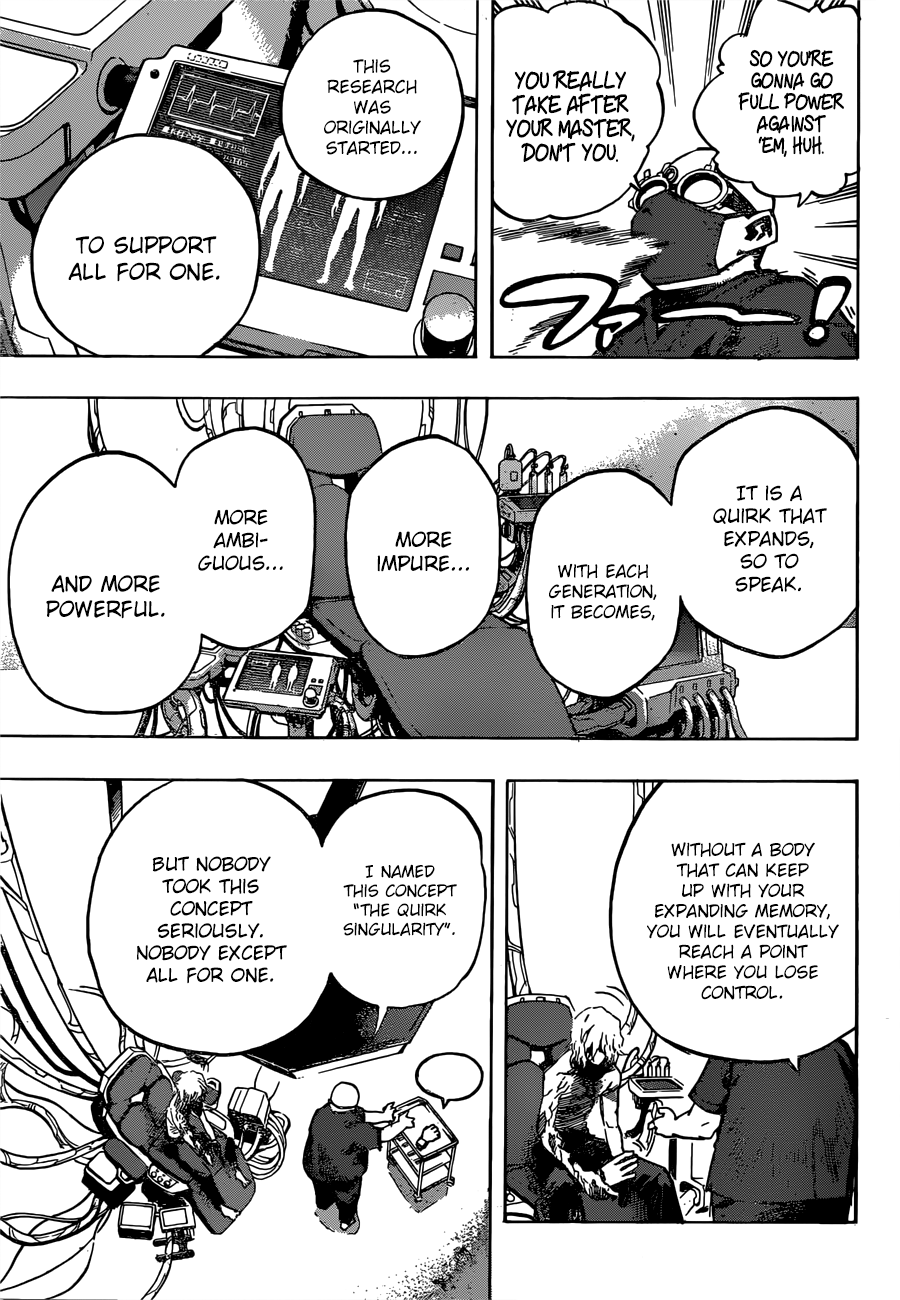 SO YOU'RE
GONNA GO
FULL POWER
AGAINST
'EM, HUH.
YOU REALLY
TAKE AFTER
YOUR MASTER,
DON'T YOU.
ファー!
THIS
RESEARCH
WAS
ORIGINALLY
STARTED...
TO SUPPORT
ALL FOR ONE.
IT IS A
QUIRK THAT
EXPANDS,
SO TO
SPEAK.
WITH EACH
GENERATION,
IT BECOMES,
MORE
IMPURE...
MORE
AMBI-
GUOUS...
AND MORE
POWERFUL.
WITHOUT A BODY
THAT CAN KEEP
UP WITH YOUR
EXPANDING MEMORY,
YOU WILL EVENTUALLY
REACH A POINT
WHERE YOU LOSE
CONTROL.
I NAMED
THIS CONCEPT
"THE QUIRK
SINGULARITY".
BUT NOBODY
TOOK THIS
CONCEPT
SERIOUSLY.
NOBODY EXCEPT
ALL FOR ONE.